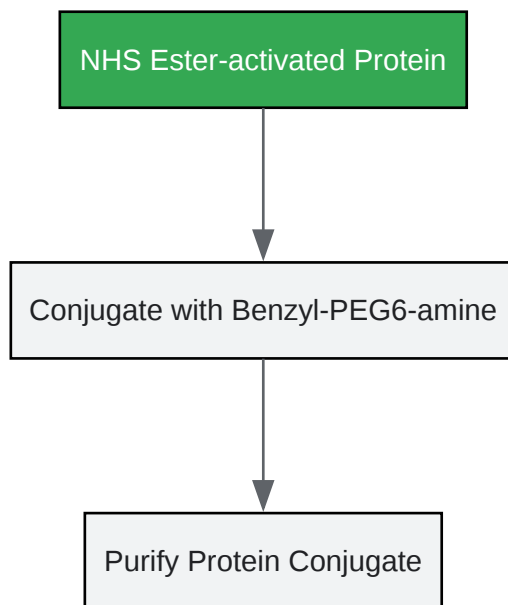 NHS Ester-activated Protein
Conjugate with Benzyl-PEG6-amine
Purify Protein Conjugate